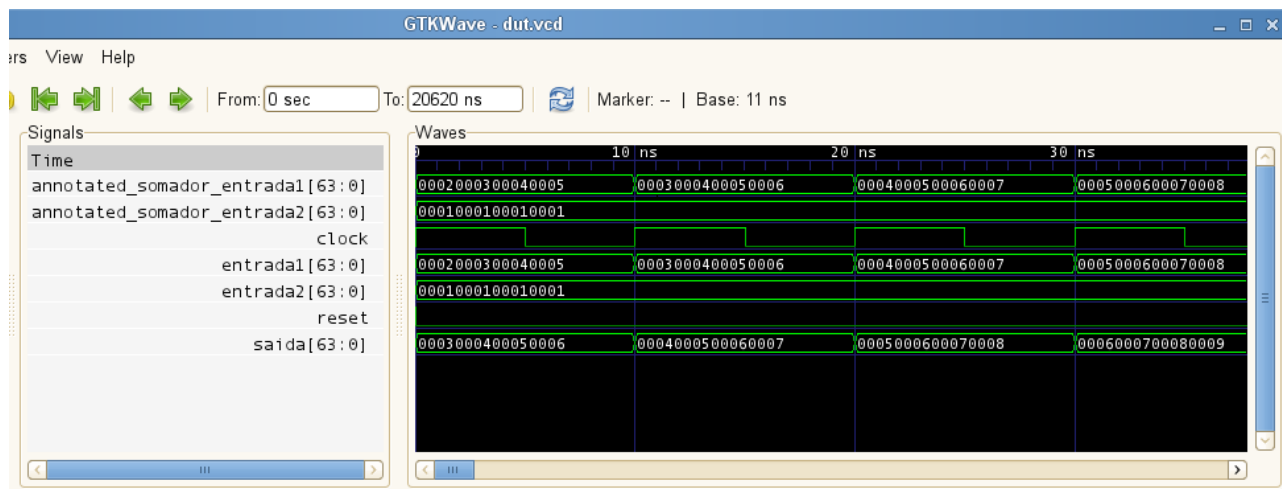 GTKWave - dut.vcd
ers View Help
From: 0 sec To: 20620 ns Marker: -- | Base: 11 ns
Signals Waves
Time 0 10 ns 20 ns 30 ns
annotated_somador_entrada1[63:0] 0002000300040005 0003000400050006 0004000500060007 0005000600070008
annotated_somador_entrada2[63:0] 0001000100010001
clock
entrada1[63:0] 0002000300040005 0003000400050006 0004000500060007 0005000600070008
entrada2[63:0] 0001000100010001
reset
saida[63:0] 0003000400050006 0004000500060007 0005000600070008 0006000700080009